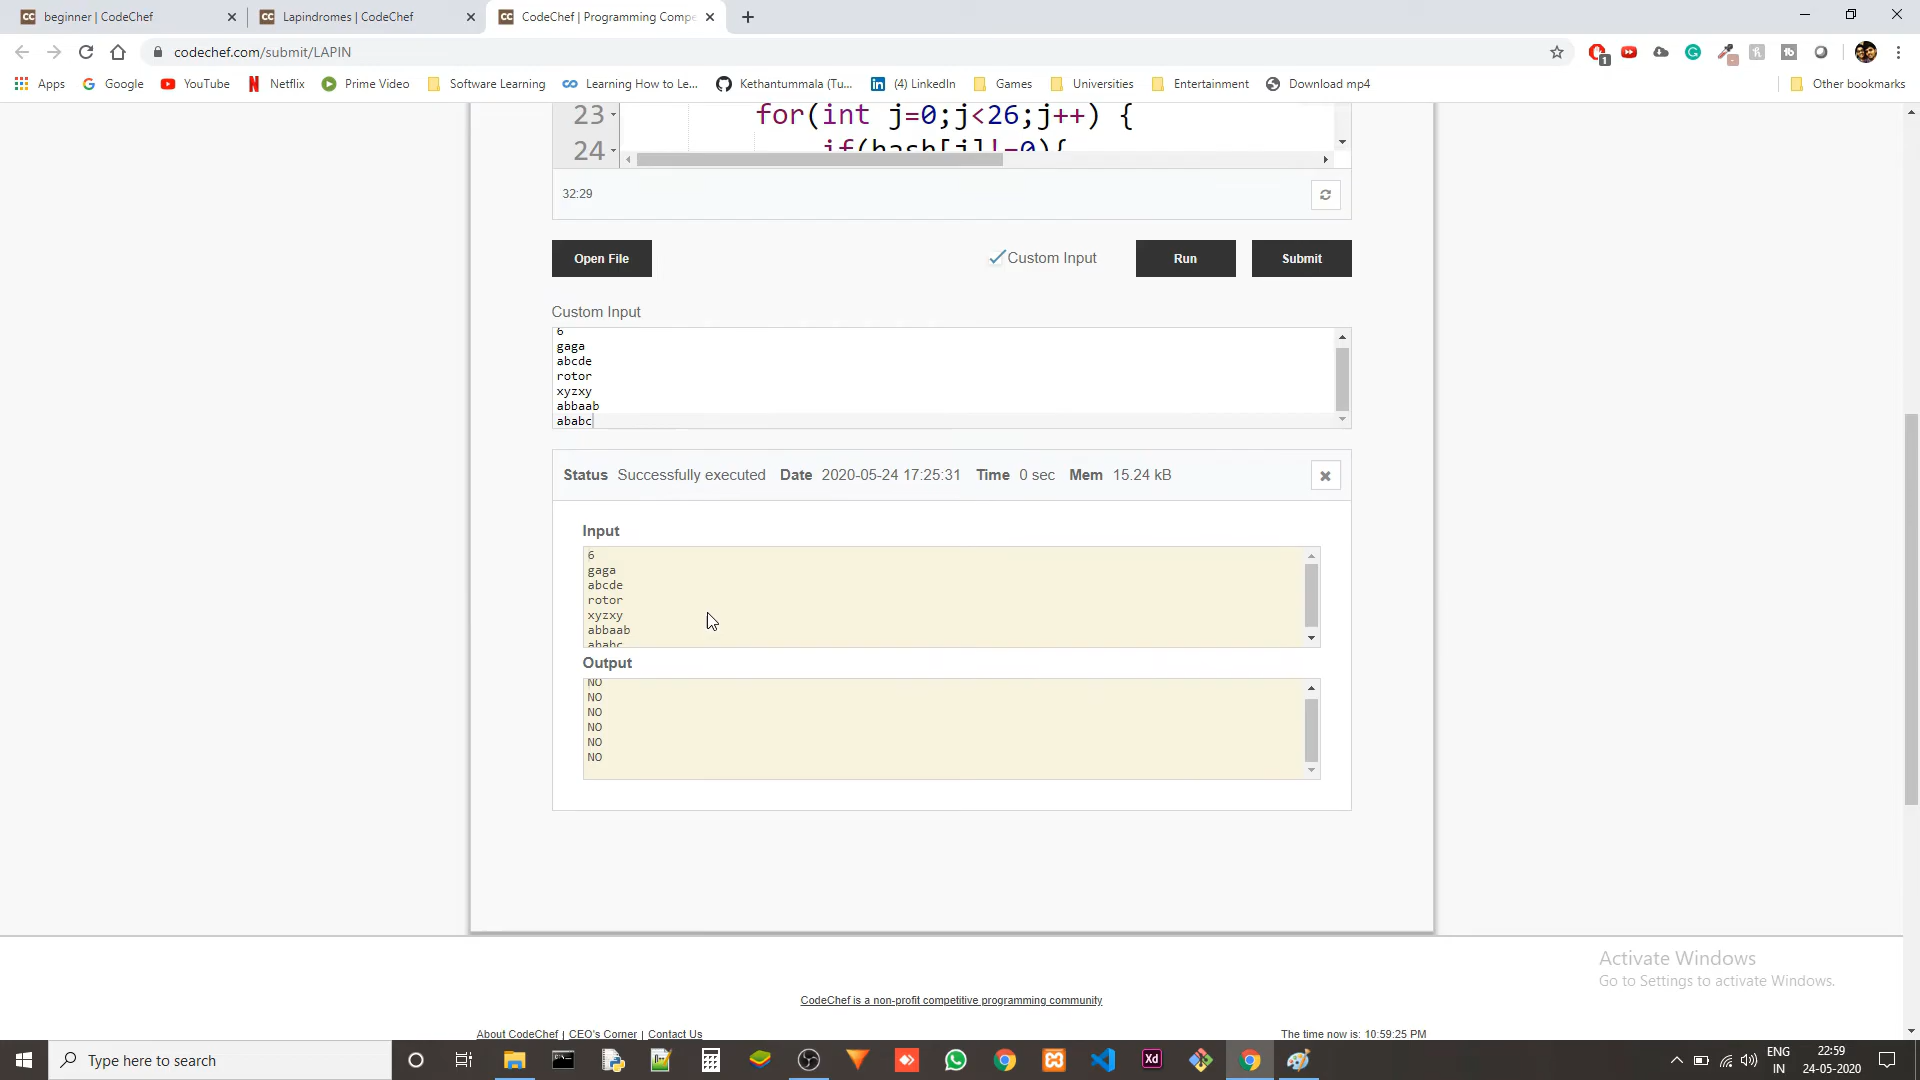 beginner | CodeChef
Lapindromes | CodeChef
CodeChef | Programming Compe
codechef.com/submit/LAPIN
Apps
Google
YouTube
Netflix
Prime Video
Software Learning
Learning How to Le...
Kethantummala (Tu...
(4) LinkedIn
Games
Universities
Entertainment
Download mp4
Other bookmarks
23
for(int j=0;j<26;j++) {
24
if(hash[j]!=0){
32:29
Open File
Custom Input
Run
Submit
Custom Input
6
gaga
abcde
rotor
xyzxy
abbaab
ababc
Status Successfully executed Date 2020-05-24 17:25:31 Time 0 sec Mem 15.24 kB
Input
6
gaga
abcde
rotor
xyzxy
abbaab
ababc
Output
NO
NO
NO
NO
NO
NO
Activate Windows
Go to Settings to activate Windows.
CodeChef is a non-profit competitive programming community
About CodeChef | CEO's Corner | Contact Us
The time now is: 10:59:25 PM
Type here to search
Xd
ENG
IN
22:59
24-05-2020